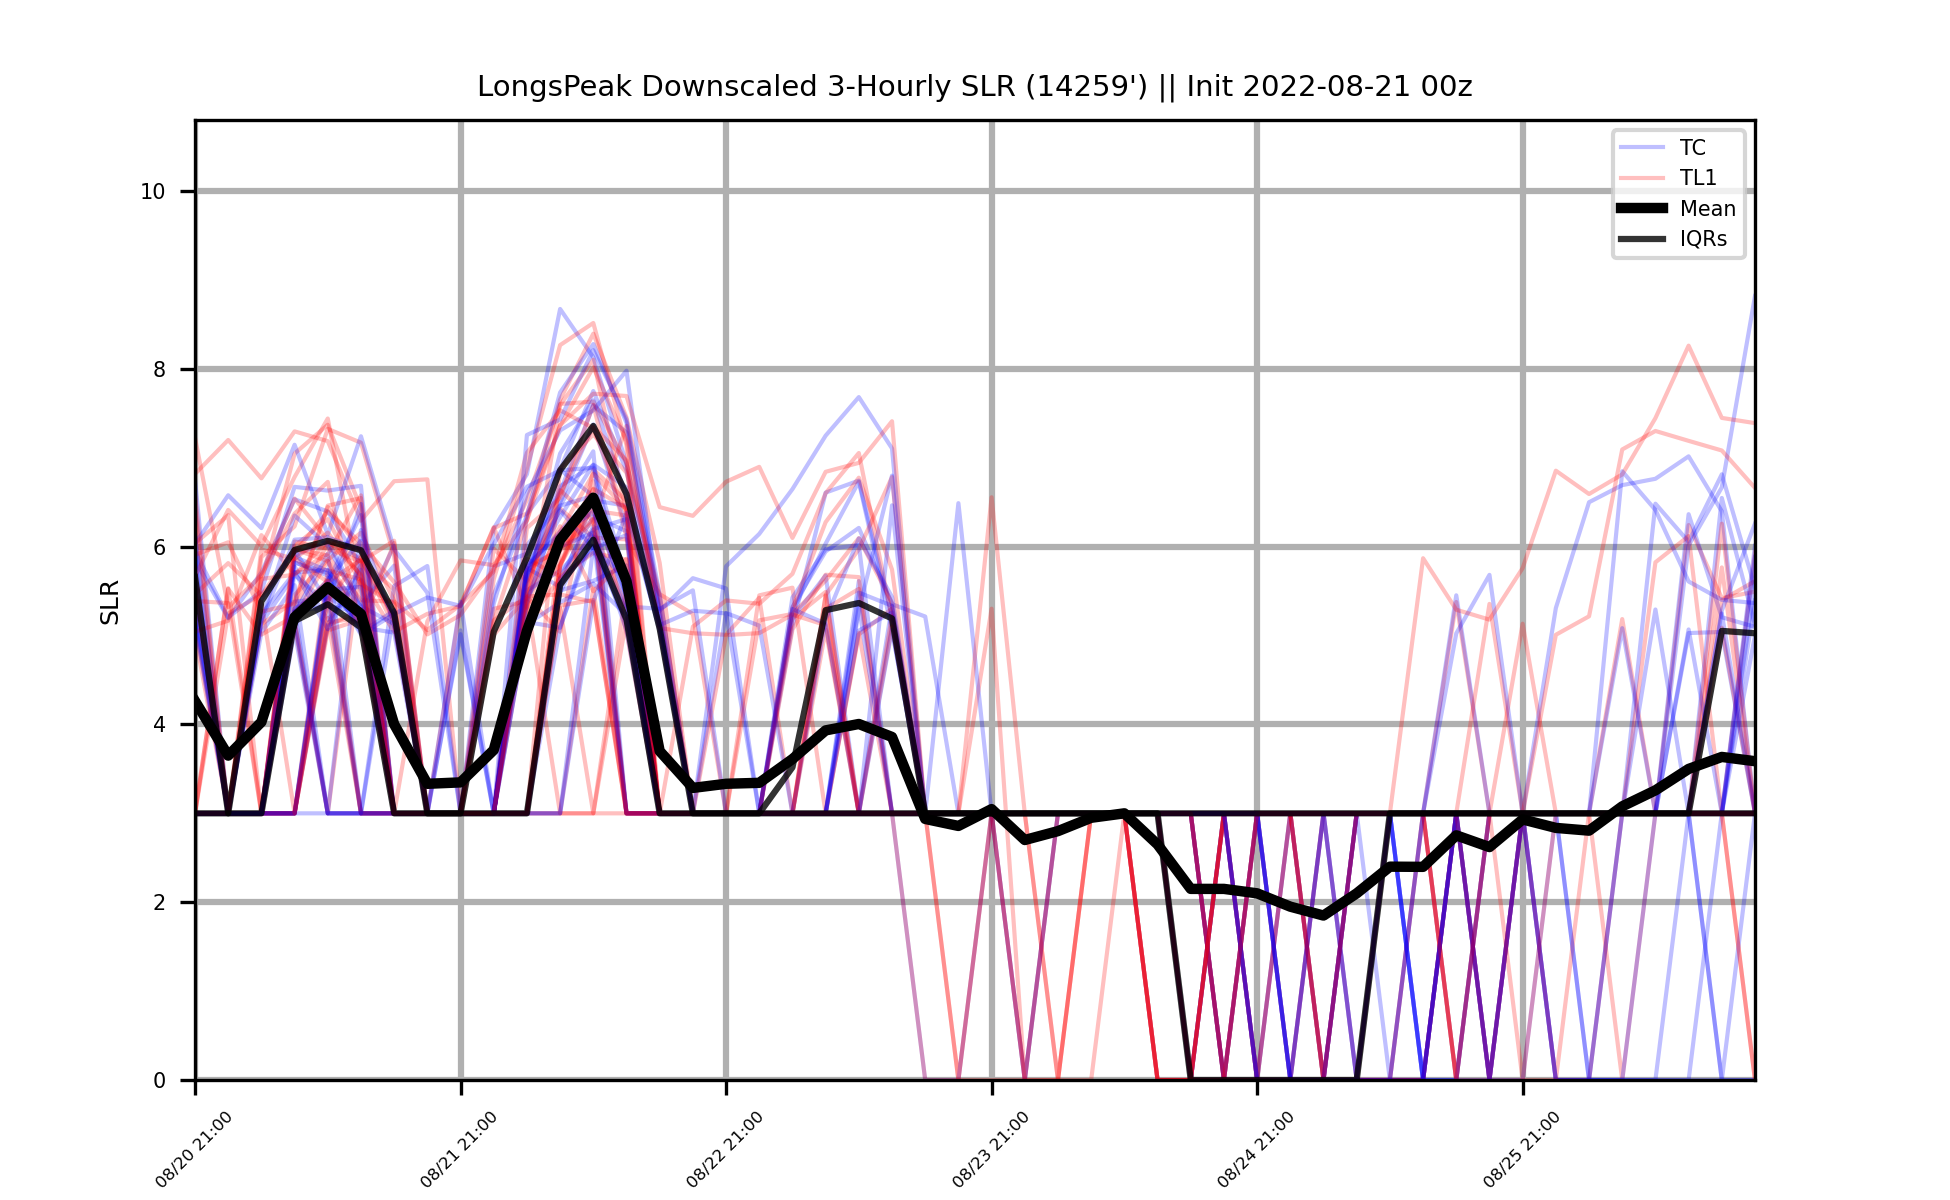 LongsPeak Downscaled 3-Hourly SLR (14259') || Init 2022-08-21 00z
TC
TL1
Mean
IQRs
SLR
10
8
6
4
2
0
08/20 21:00
08/21 21:00
08/22 21:00
08/23 21:00
08/24 21:00
08/25 21:00